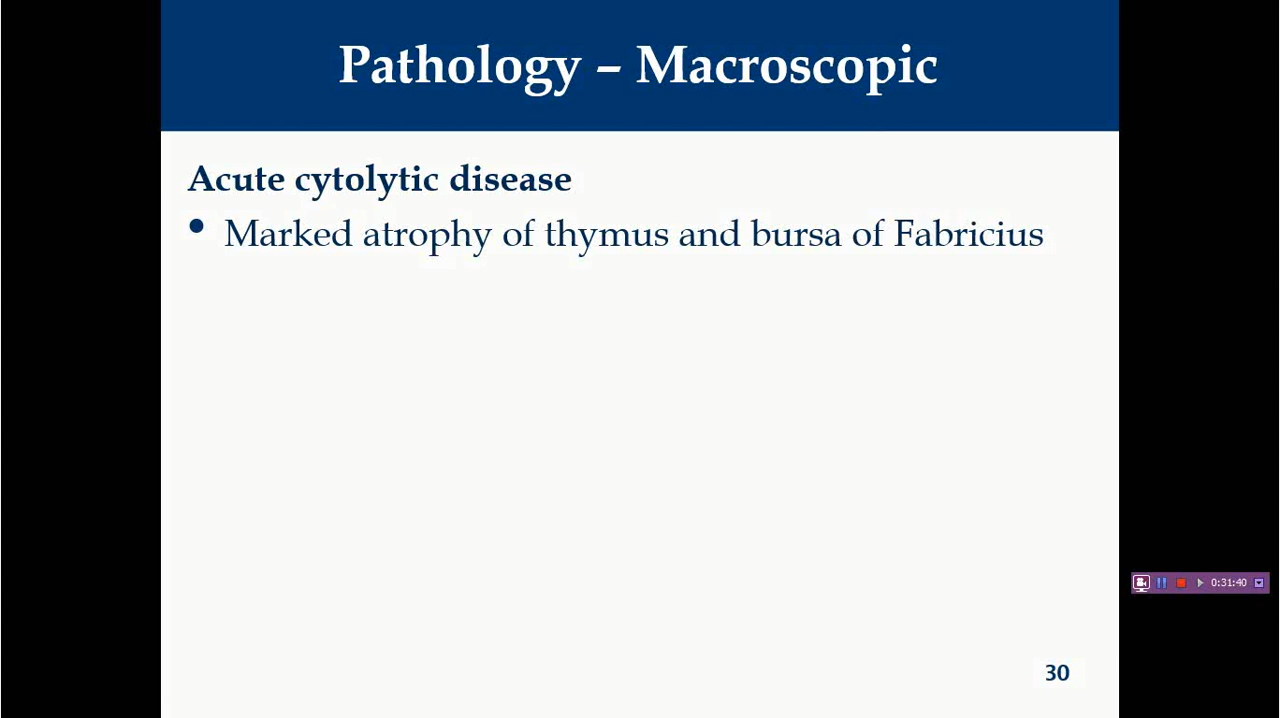 Pathology – Macroscopic
Acute cytolytic disease
• Marked atrophy of thymus and bursa of Fabricius
0:31:40
30